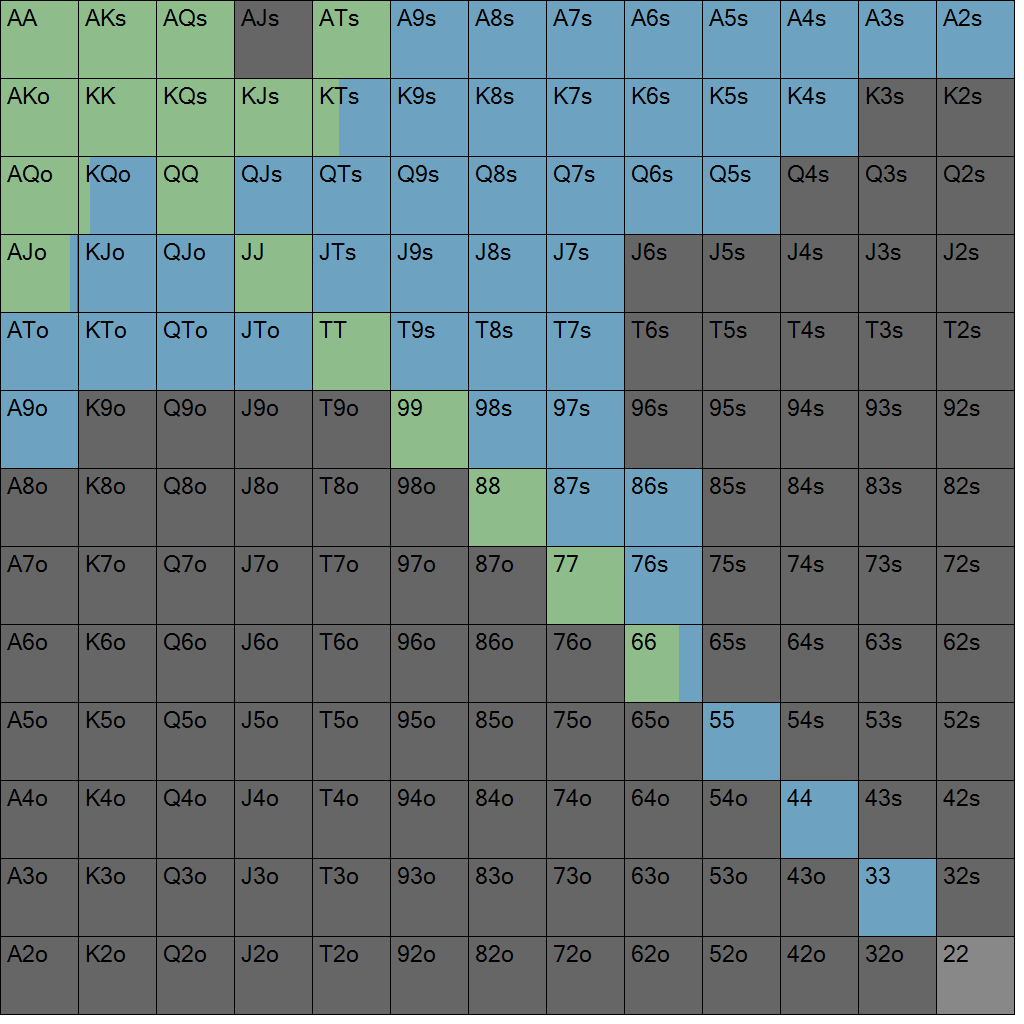 AA AKs AQs AJs ATs A9s A8s A7s A6s A5s A4s A3s A2s
AKo KK KQs KJs KTs K9s K8s K7s K6s K5s K4s K3s K2s
AQo KQo QQ QJs QTs Q9s Q8s Q7s Q6s Q5s Q4s Q3s Q2s
AJo KJo QJo JJ JTs J9s J8s J7s J6s J5s J4s J3s J2s
ATo KTo QTo JTo TT T9s T8s T7s T6s T5s T4s T3s T2s
A9o K9o Q9o J9o T9o 99 98s 97s 96s 95s 94s 93s 92s
A8o K8o Q8o J8o T8o 98o 88 87s 86s 85s 84s 83s 82s
A7o K7o Q7o J7o T7o 97o 87o 77 76s 75s 74s 73s 72s
A6o K6o Q6o J6o T6o 96o 86o 76o 66 65s 64s 63s 62s
A5o K5o Q5o J5o T5o 95o 85o 75o 65o 55 54s 53s 52s
A4o K4o Q4o J4o T4o 94o 84o 74o 64o 54o 44 43s 42s
A3o K3o Q3o J3o T3o 93o 83o 73o 63o 53o 43o 33 32s
A2o K2o Q2o J2o T2o 92o 82o 72o 62o 52o 42o 32o 22